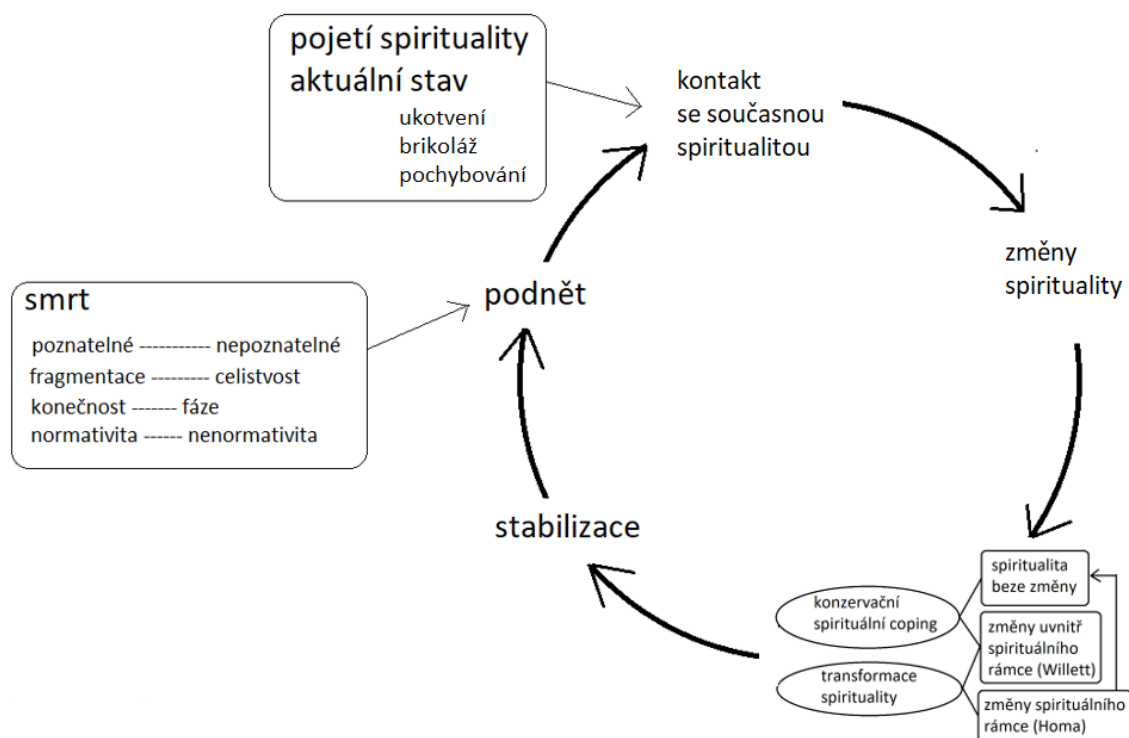 pojetí spirituality
aktuální stav
ukotvení
brikoláž
pochybování
kontakt
se současnou
spiritualitou
změny
spirituality
smrt
poznatelné ----------- nepoznatelné
fragmentace --------- celistvost
konečnost ------- fáze
normativita ------ nenormativita
podnět
stabilizace
konzervační
spirituální coping
transformace
spirituality
spiritualita
beze změny
změny uvnitř
spirituálního
rámce (Willett)
změny spirituálního
rámce (Homa)